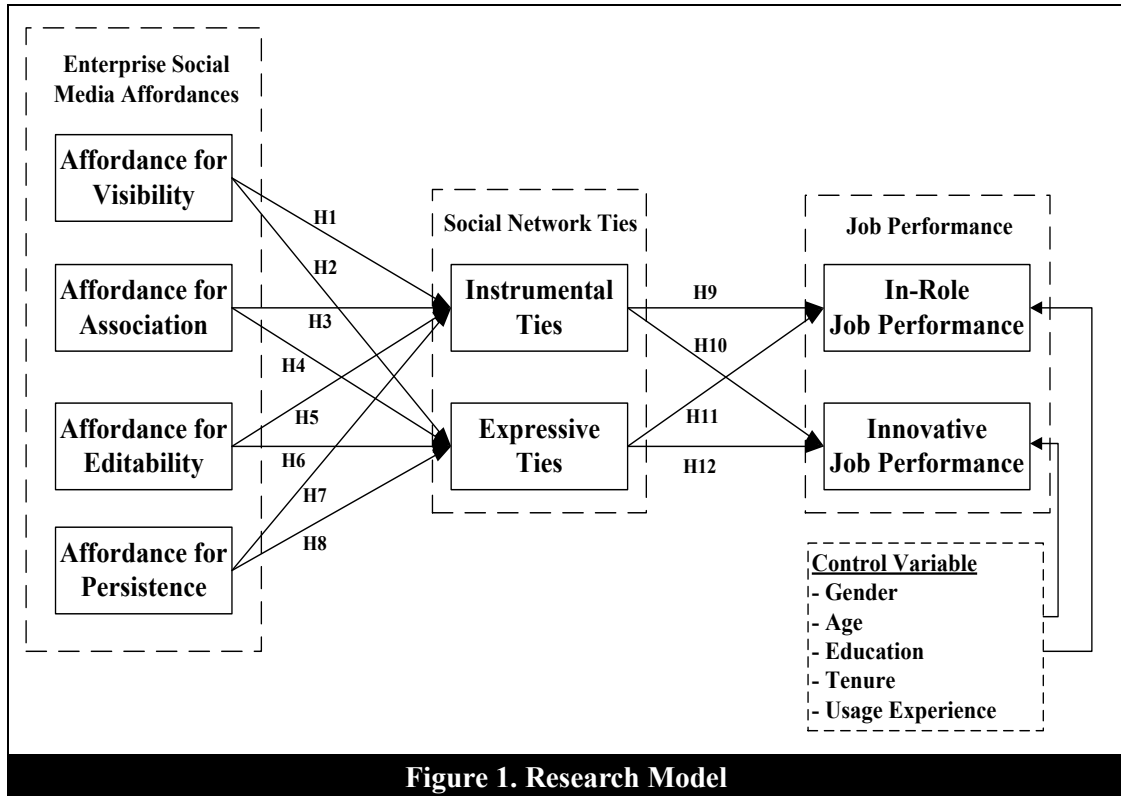 Enterprise Social
Media Affordances
Affordance for
Visibility
Affordance for
Association
Affordance for
Editability
Affordance for
Persistence
H1
H2
H3
H4
H5
H6
H7
H8
Social Network Ties
Instrumental
Ties
Expressive
Ties
H9
H10
H11
H12
Job Performance
In-Role
Job Performance
Innovative
Job Performance
Control Variable
- Gender
- Age
- Education
- Tenure
- Usage Experience
Figure 1. Research Model